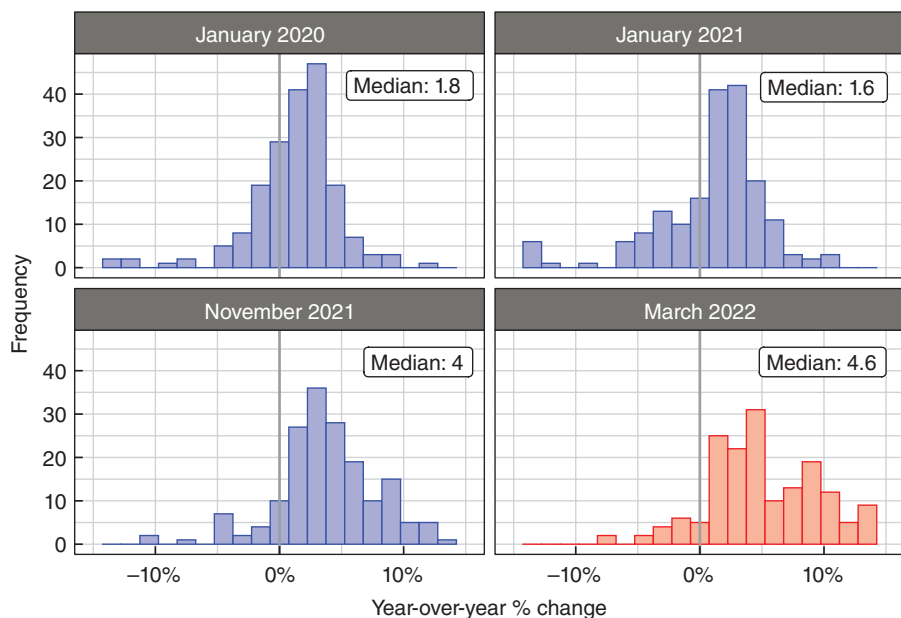 January 2020
January 2021
Median: 1.8
Median: 1.6
40
30
20
10
0
November 2021
March 2022
Median: 4
Median: 4.6
40
30
20
10
0
Frequency
–10%
0%
10%
–10%
0%
10%
Year-over-year % change